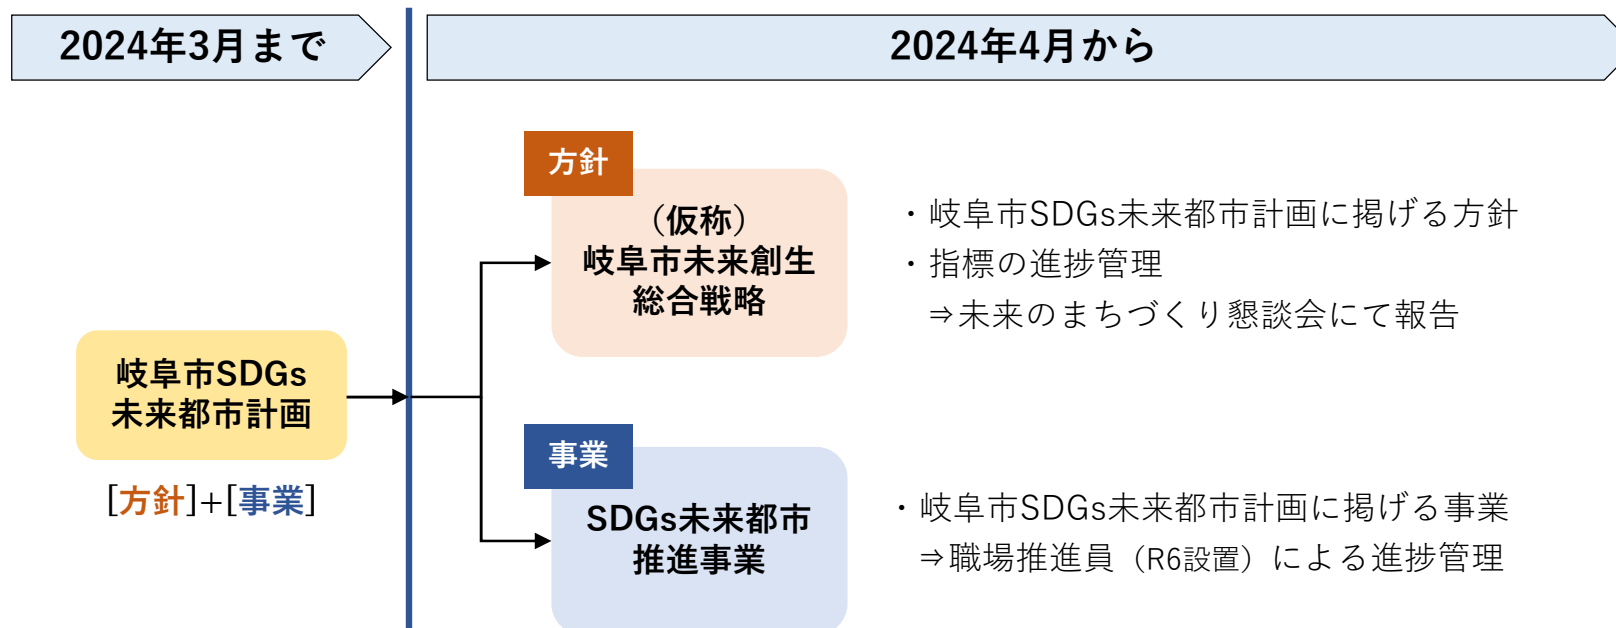 2024年3月まで
2024年4月から
方針
（仮称）
岐阜市未来創生
総合戦略
・岐阜市SDGs未来都市計画に掲げる方針
・指標の進捗管理
⇒未来のまちづくり懇談会にて報告
岐阜市SDGs
未来都市計画
[方針]+[事業]
事業
SDGs未来都市
推進事業
・岐阜市SDGs未来都市計画に掲げる事業
⇒職場推進員（R6設置）による進捗管理